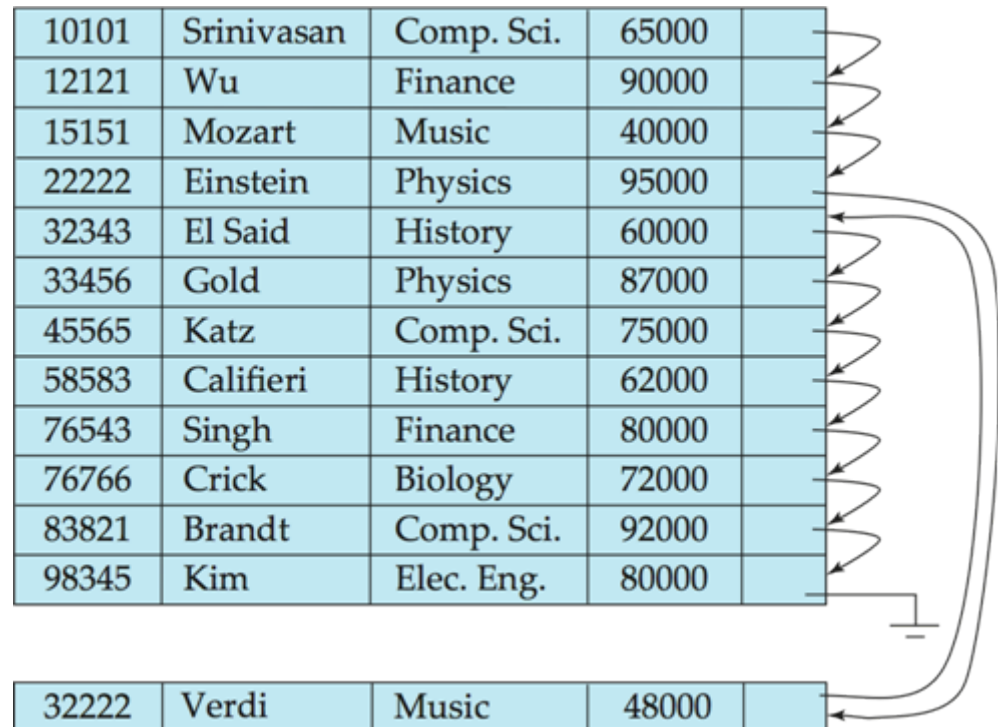 10101 Srinivasan Comp. Sci. 65000
12121 Wu Finance 90000
15151 Mozart Music 40000
22222 Einstein Physics 95000
32343 El Said History 60000
33456 Gold Physics 87000
45565 Katz Comp. Sci. 75000
58583 Califieri History 62000
76543 Singh Finance 80000
76766 Crick Biology 72000
83821 Brandt Comp. Sci. 92000
98345 Kim Elec. Eng. 80000
32222 Verdi Music 48000